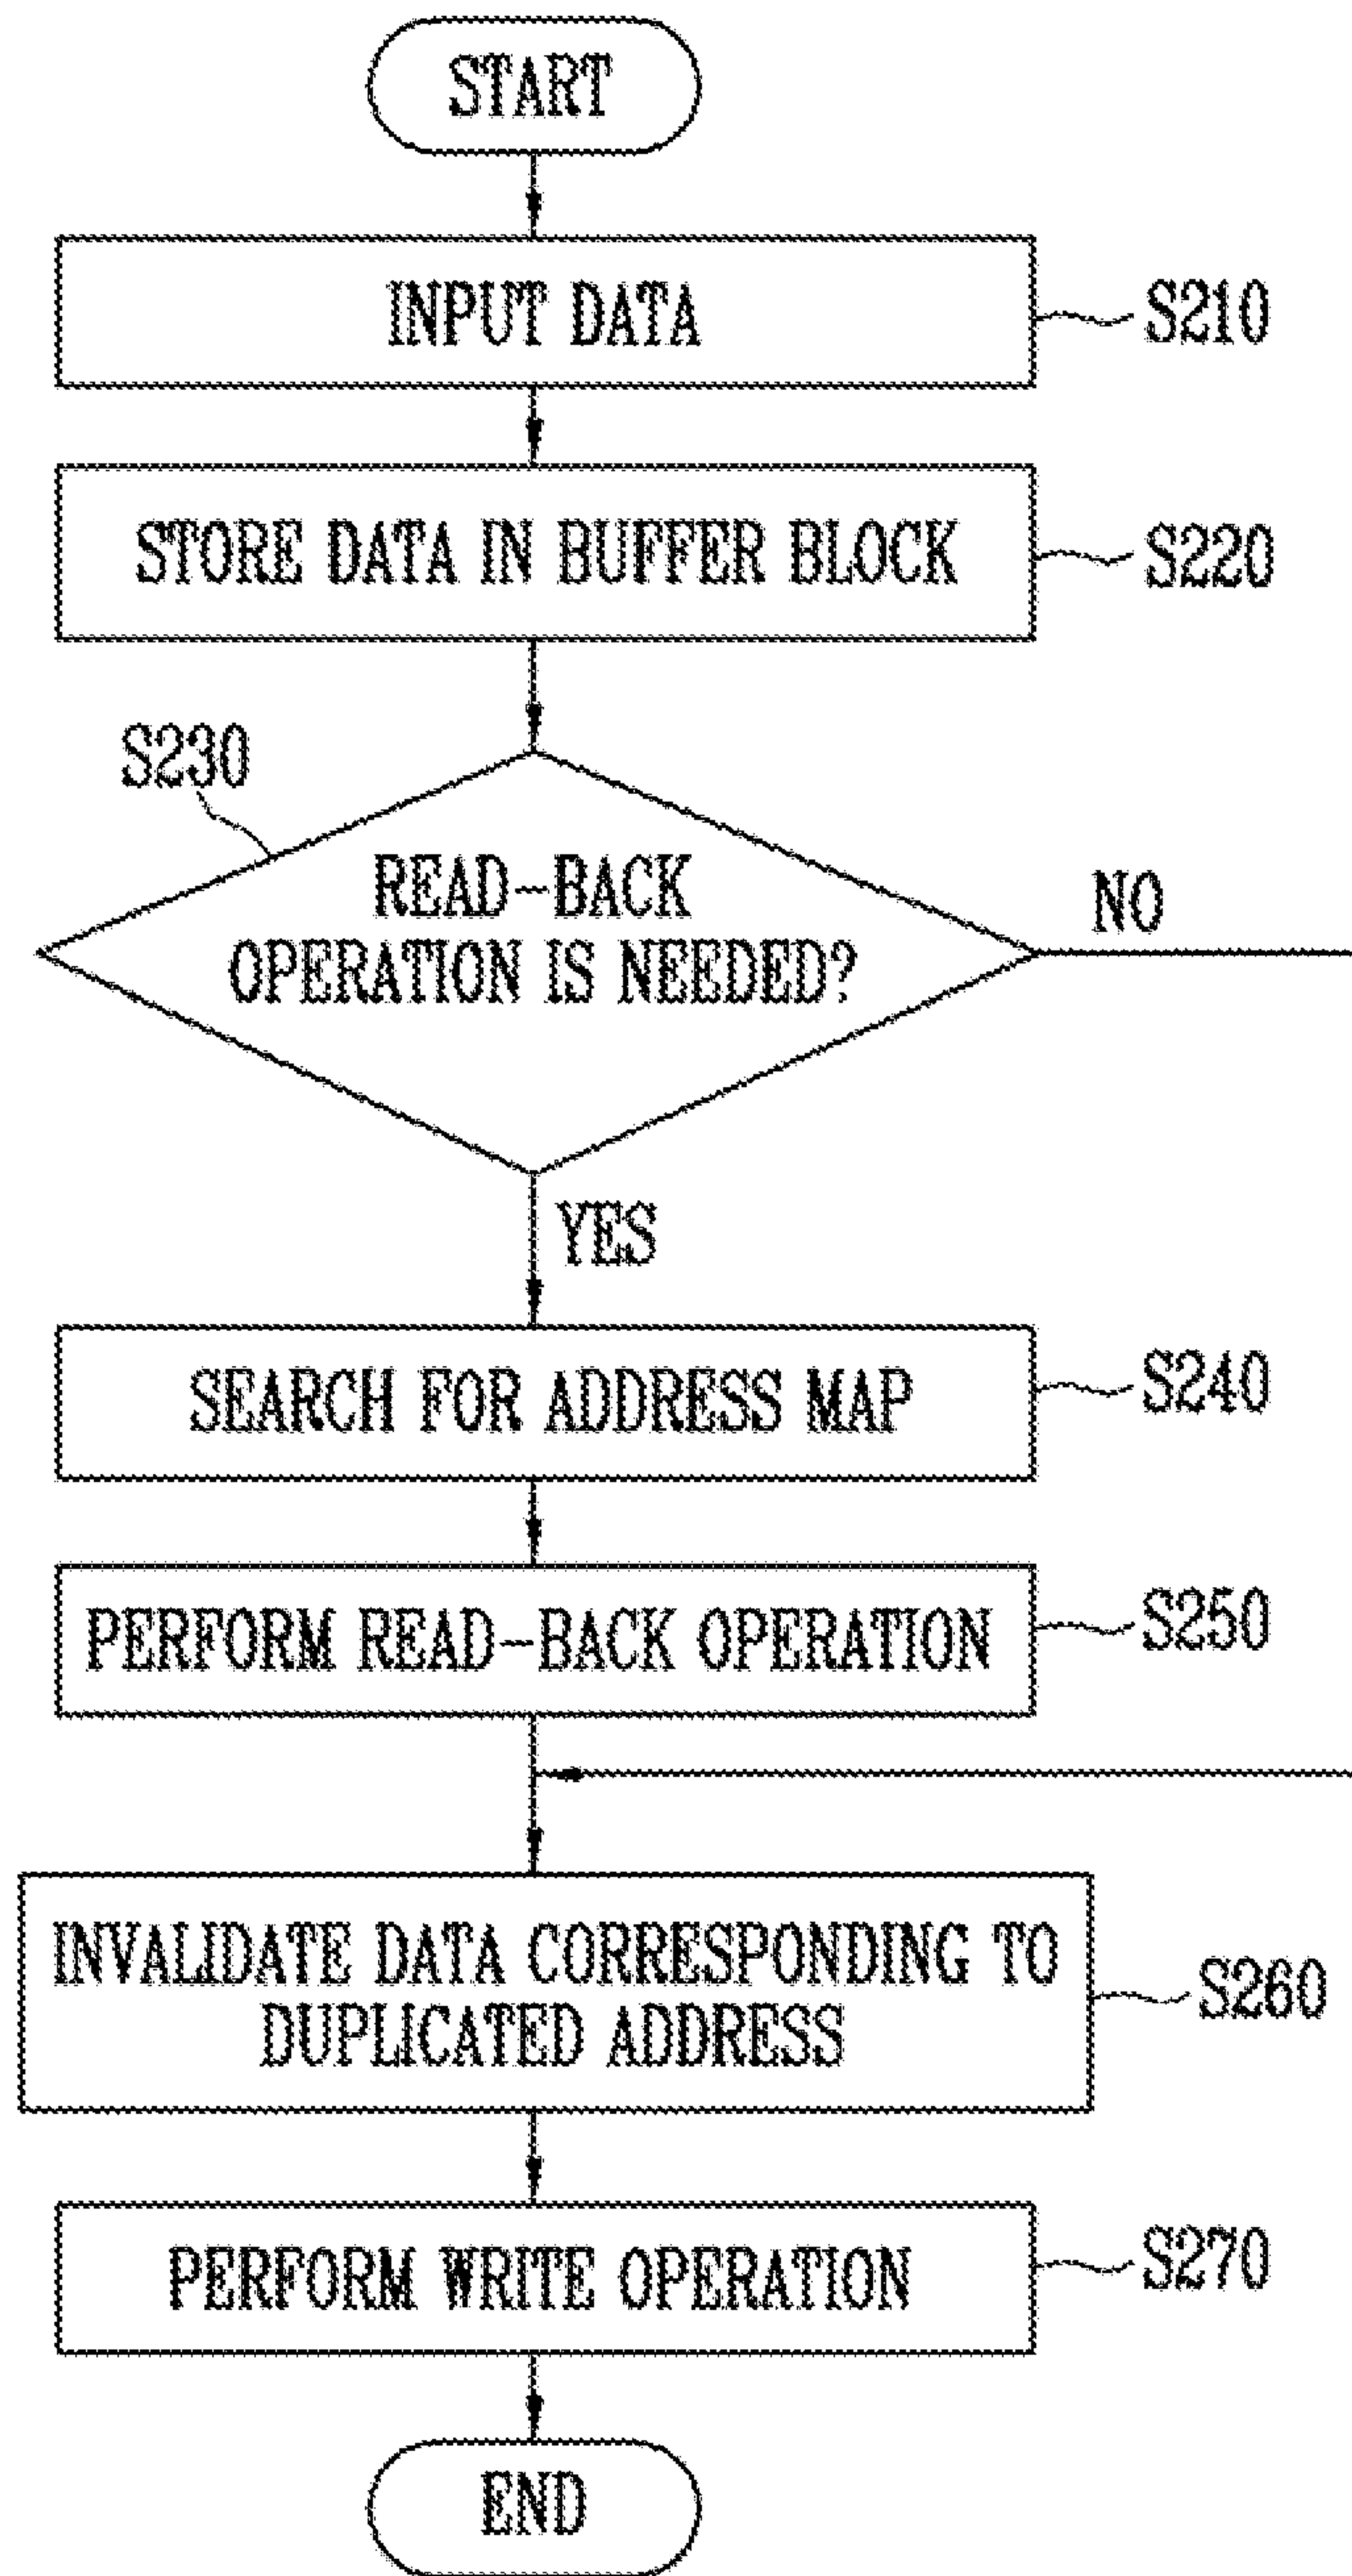 START
INPUT DATA
S210
STORE DATA IN BUFFER BLOCK
S220
S230
READ-BACK
OPERATION IS NEEDED?
NO
YES
SEARCH FOR ADDRESS MAP
S240
PERFORM READ-BACK OPERATION
S250
INVALIDATE DATA CORRESPONDING TO
DUPLICATED ADDRESS
S260
PERFORM WRITE OPERATION
S270
END